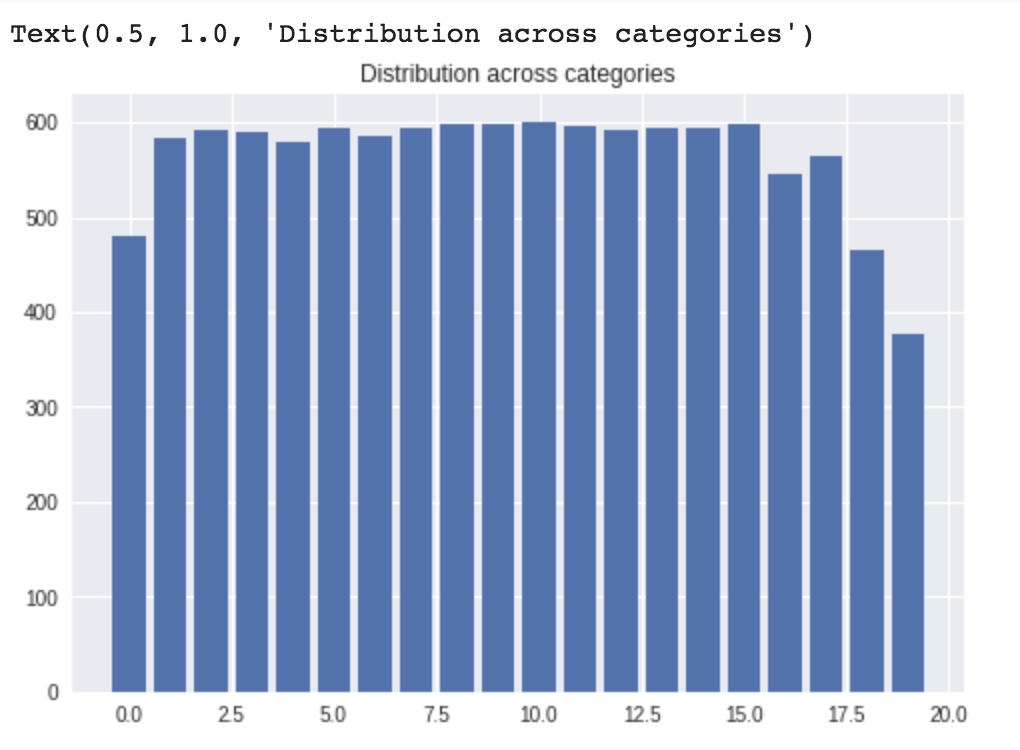 Text(0.5, 1.0, 'Distribution across categories')
Distribution across categories
600
500
400
300
200
100
0
0.0 2.5 5.0 7.5 10.0 12.5 15.0 17.5 20.0